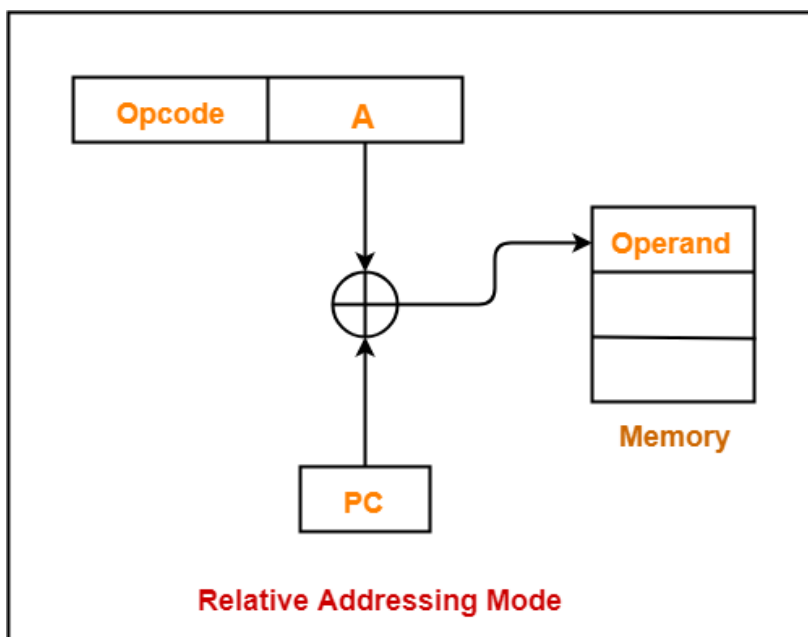 Opcode
A
Operand
Memory
PC
Relative Addressing Mode